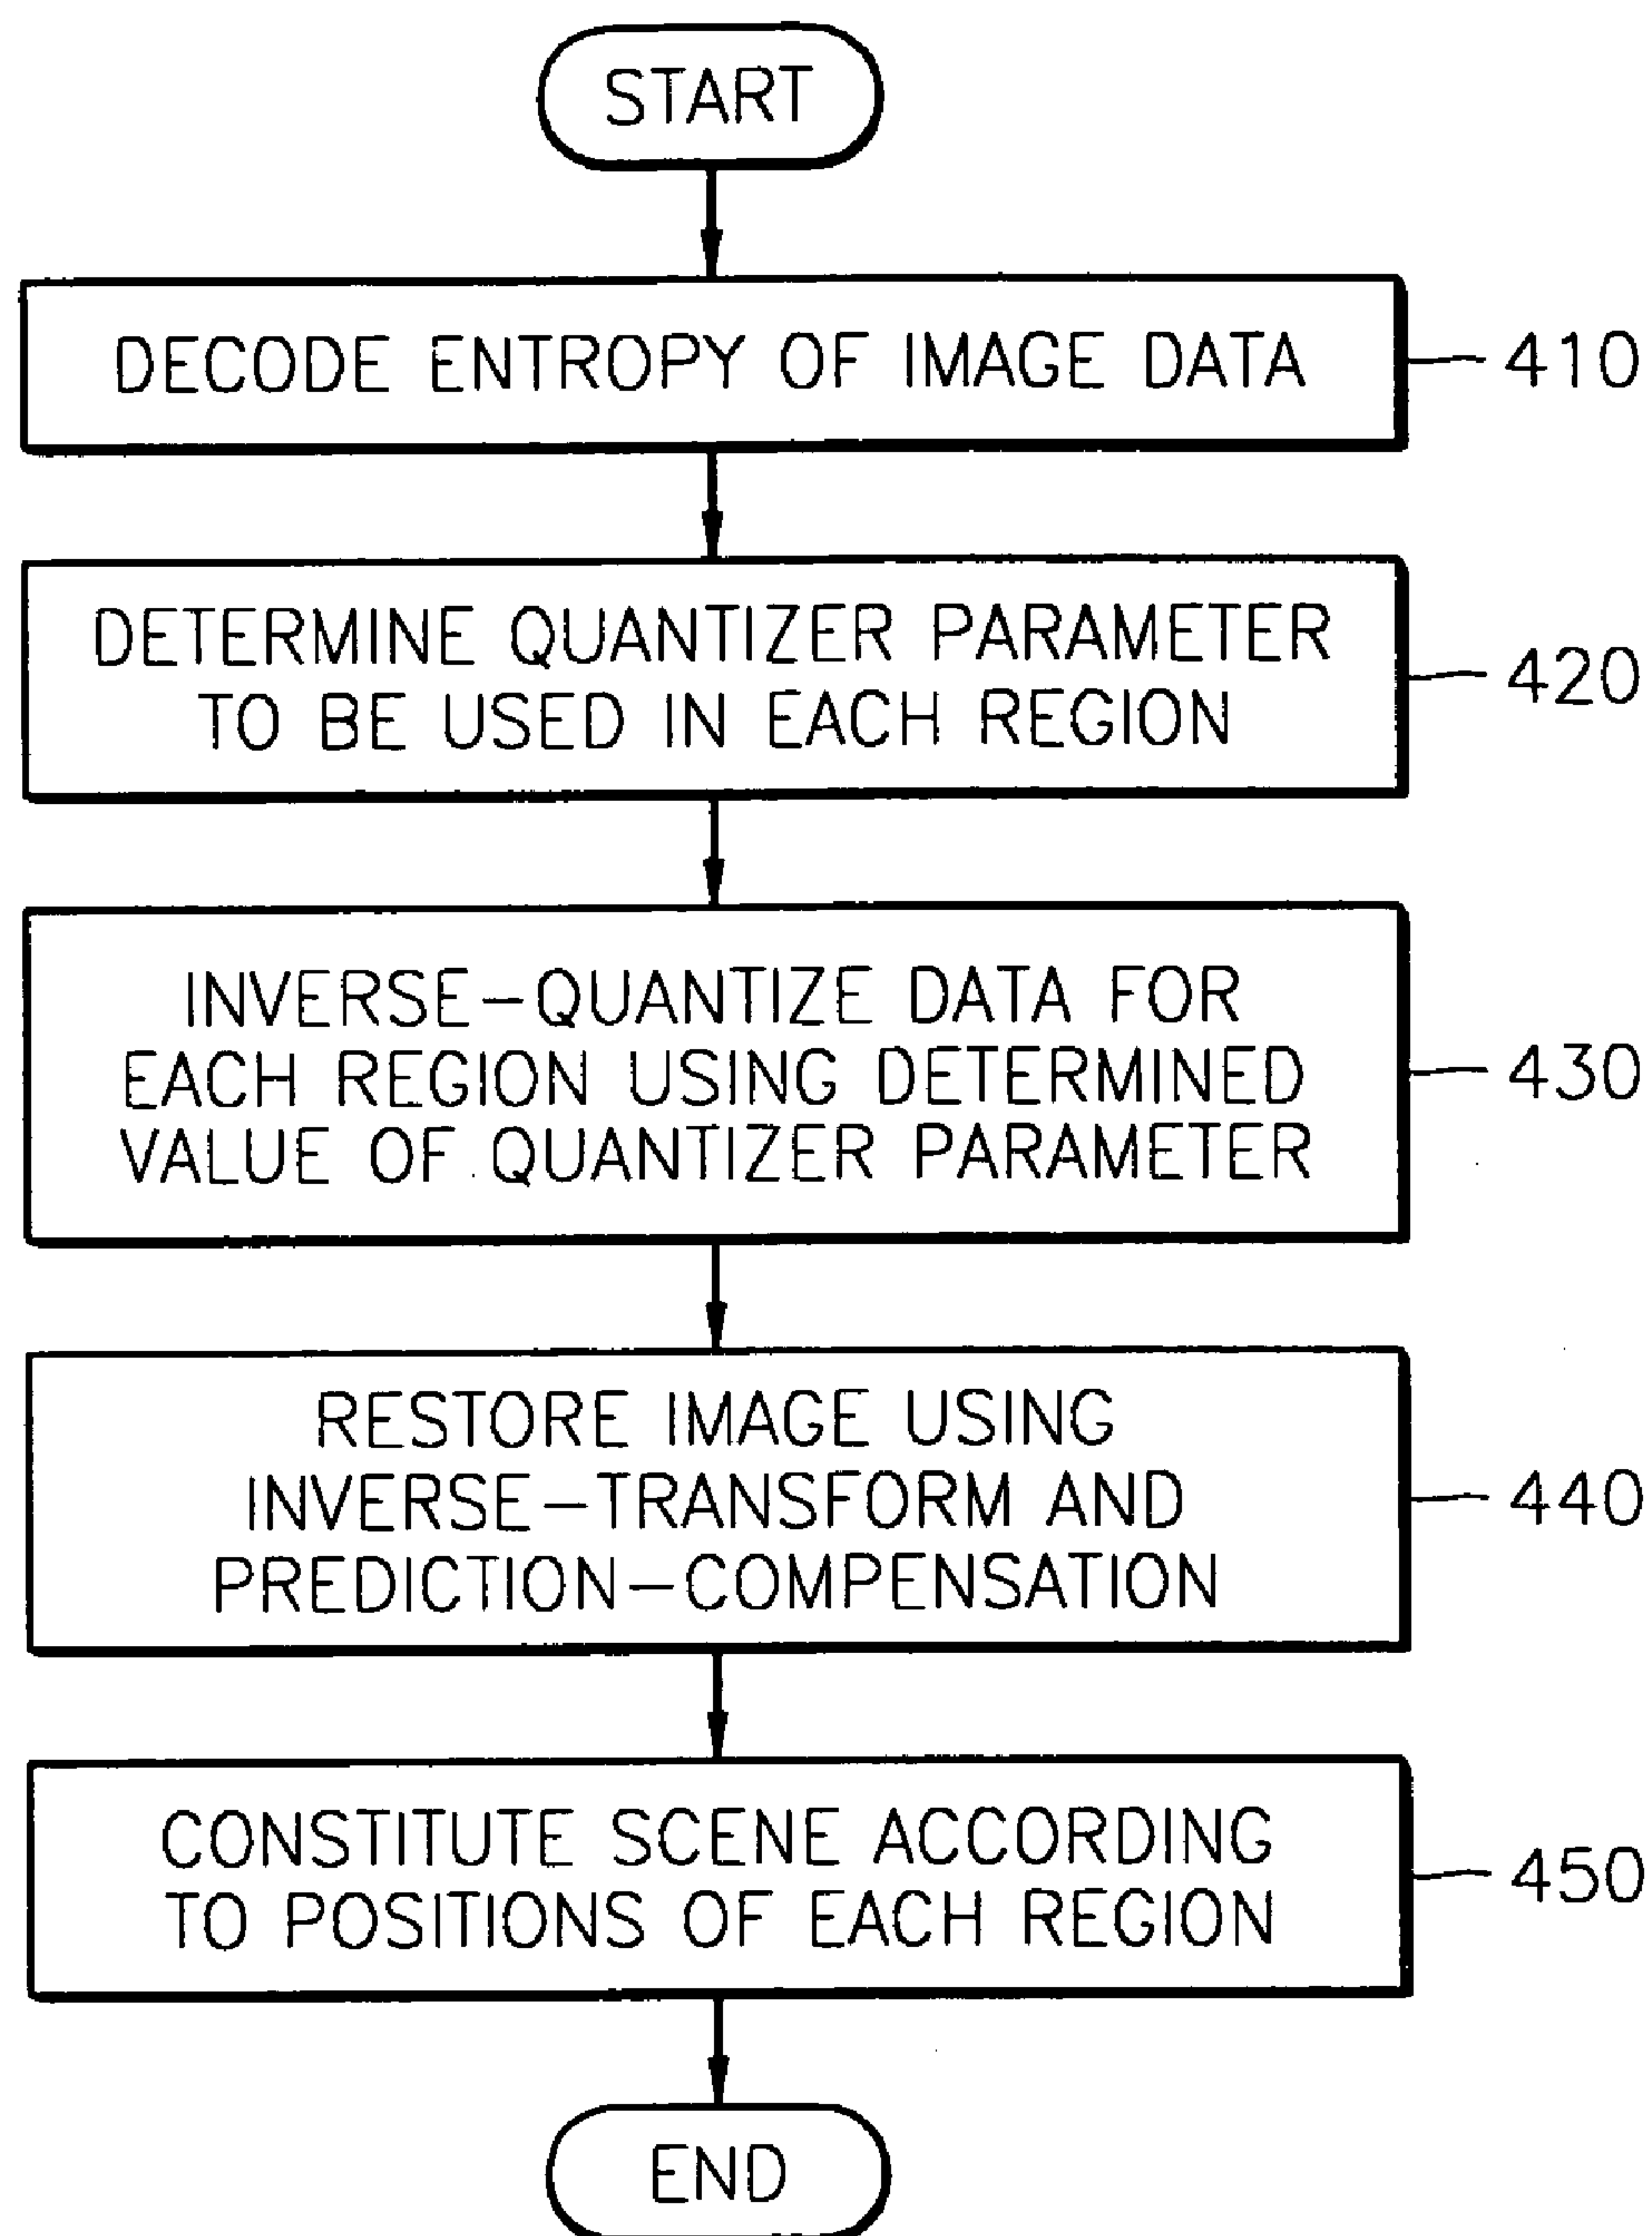 START
DECODE ENTROPY OF IMAGE DATA
410
DETERMINE QUANTIZER PARAMETER
TO BE USED IN EACH REGION
420
INVERSE-QUANTIZE DATA FOR
EACH REGION USING DETERMINED
VALUE OF QUANTIZER PARAMETER
430
RESTORE IMAGE USING
INVERSE-TRANSFORM AND
PREDICTION-COMPENSATION
440
CONSTITUTE SCENE ACCORDING
TO POSITIONS OF EACH REGION
450
END